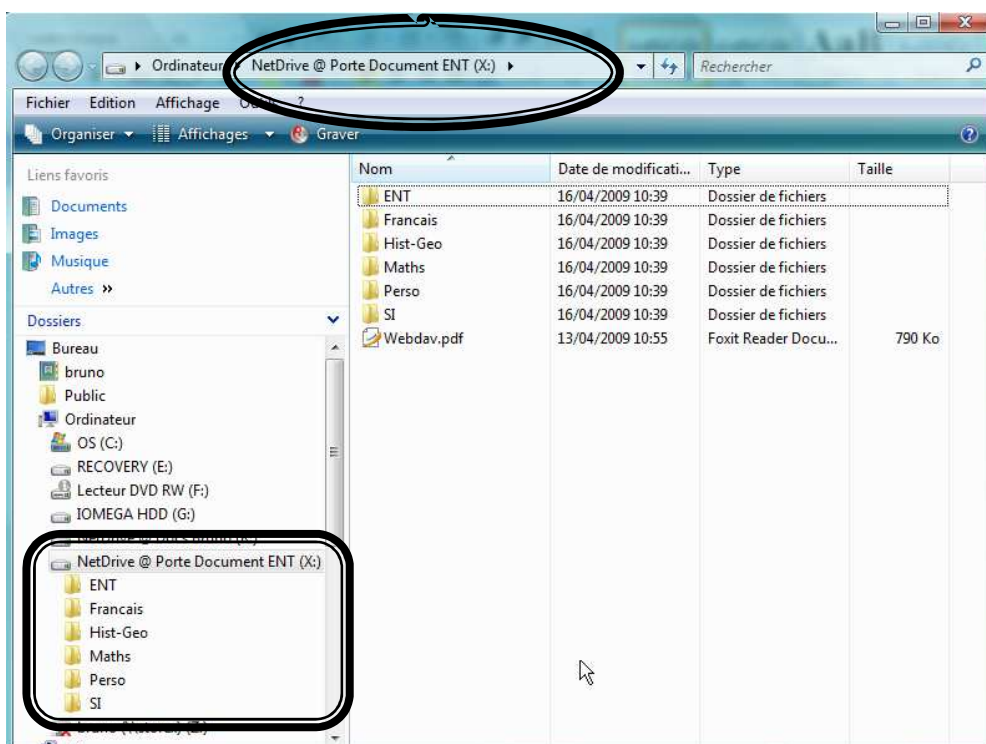 Ordinateur NetDrive @ Porte Document ENT (X:) Rechercher
Fichier Edition Affichage ?
Organiser Affichages Graver ?
Liens favoris
Documents
Images
Musique
Autres »
Dossiers
Bureau
bruno
Public
Ordinateur
OS (C:)
RECOVERY (E:)
Lecteur DVD RW (F:)
IOMEGA HDD (G:)
NetDrive @ Porte Document ENT (X:)
ENT
Francais
Hist-Geo
Maths
Perso
SI
Nom Date de modificati... Type Taille
ENT 16/04/2009 10:39 Dossier de fichiers
Francais 16/04/2009 10:39 Dossier de fichiers
Hist-Geo 16/04/2009 10:39 Dossier de fichiers
Maths 16/04/2009 10:39 Dossier de fichiers
Perso 16/04/2009 10:39 Dossier de fichiers
SI 16/04/2009 10:39 Dossier de fichiers
Webdav.pdf 13/04/2009 10:55 Foxit Reader Docu... 790 Ko